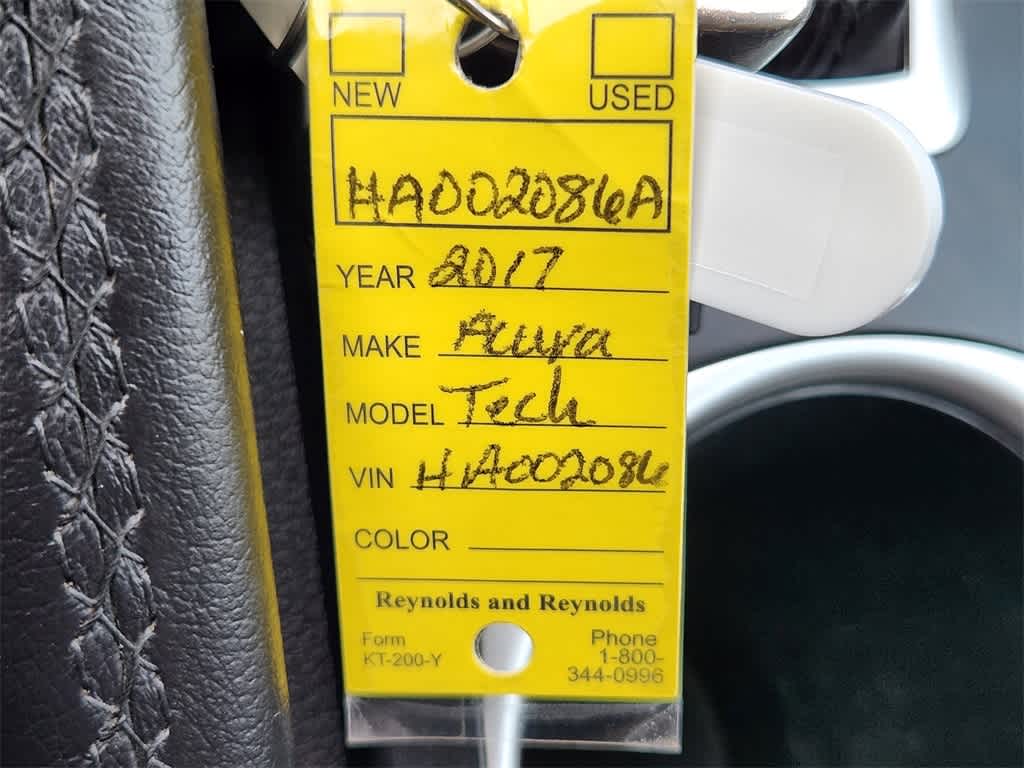 NEW USED
HA002086A
YEAR 2017
MAKE Acura
MODEL Tech
VIN HA002086
COLOR
Reynolds and Reynolds
Form Phone
KT-200-Y 1-800-
344-0996